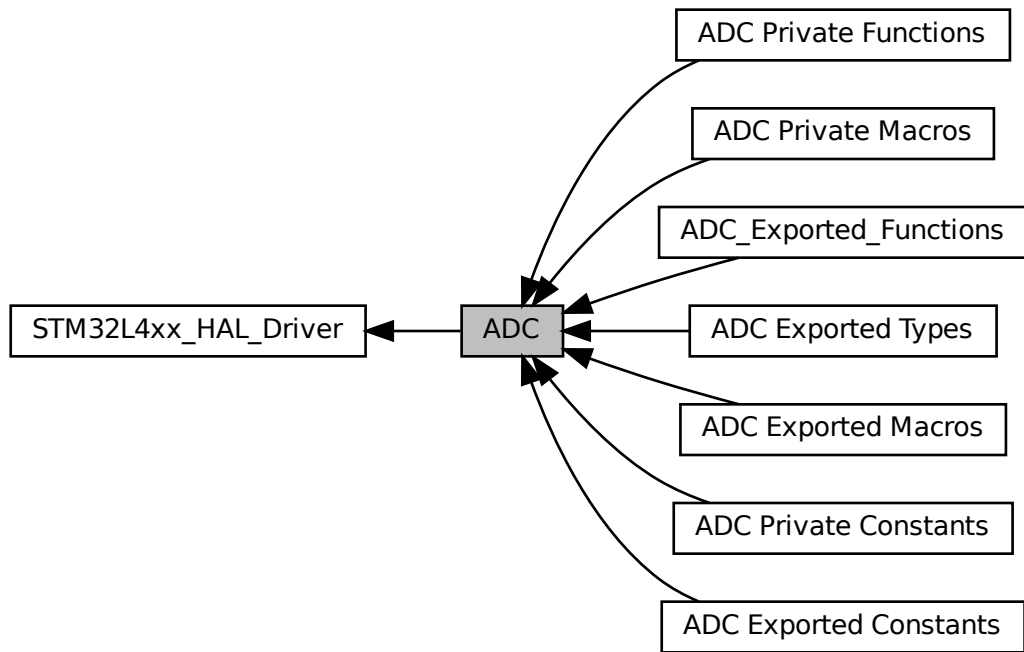 ADC Private Functions
ADC Private Macros
ADC_Exported_Functions
STM32L4xx_HAL_Driver
ADC
ADC Exported Types
ADC Exported Macros
ADC Private Constants
ADC Exported Constants